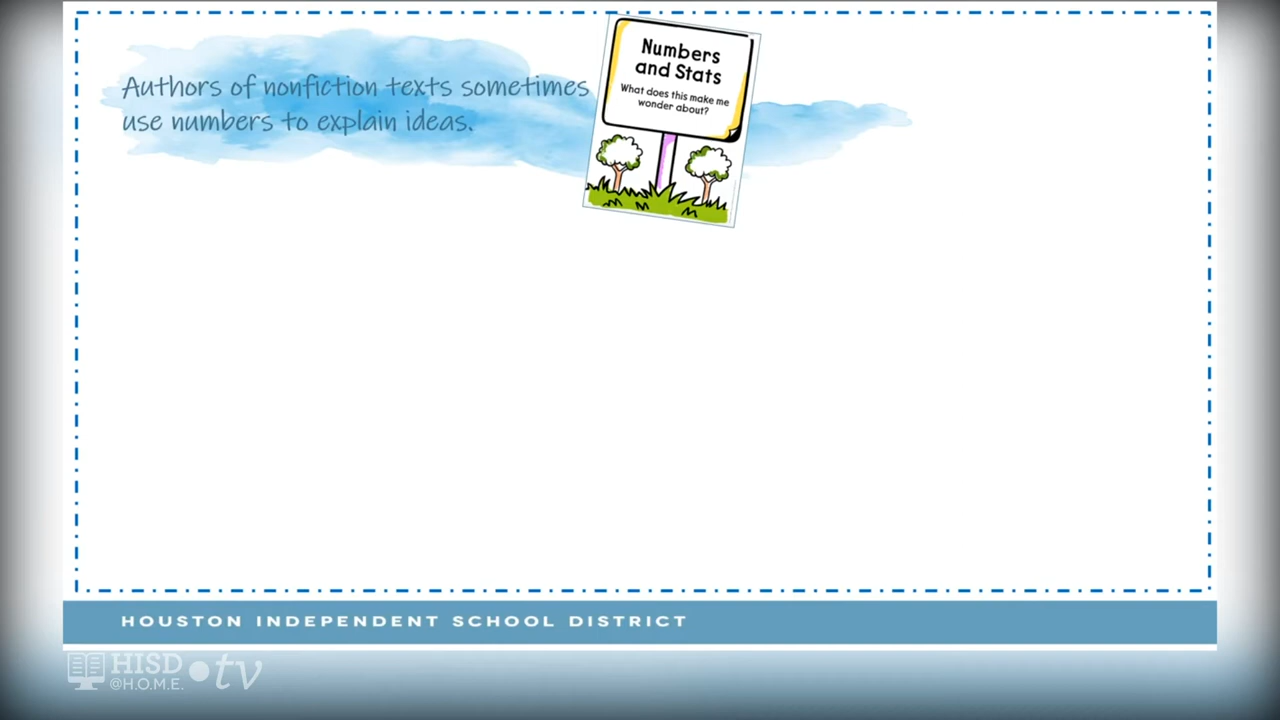 Authors of nonfiction texts sometimes
use numbers to explain ideas.
Numbers
and Stats
What does this make me
wonder about?
HOUSTON INDEPENDENT SCHOOL DISTRICT
HISD
@H.O.M.E.
tv